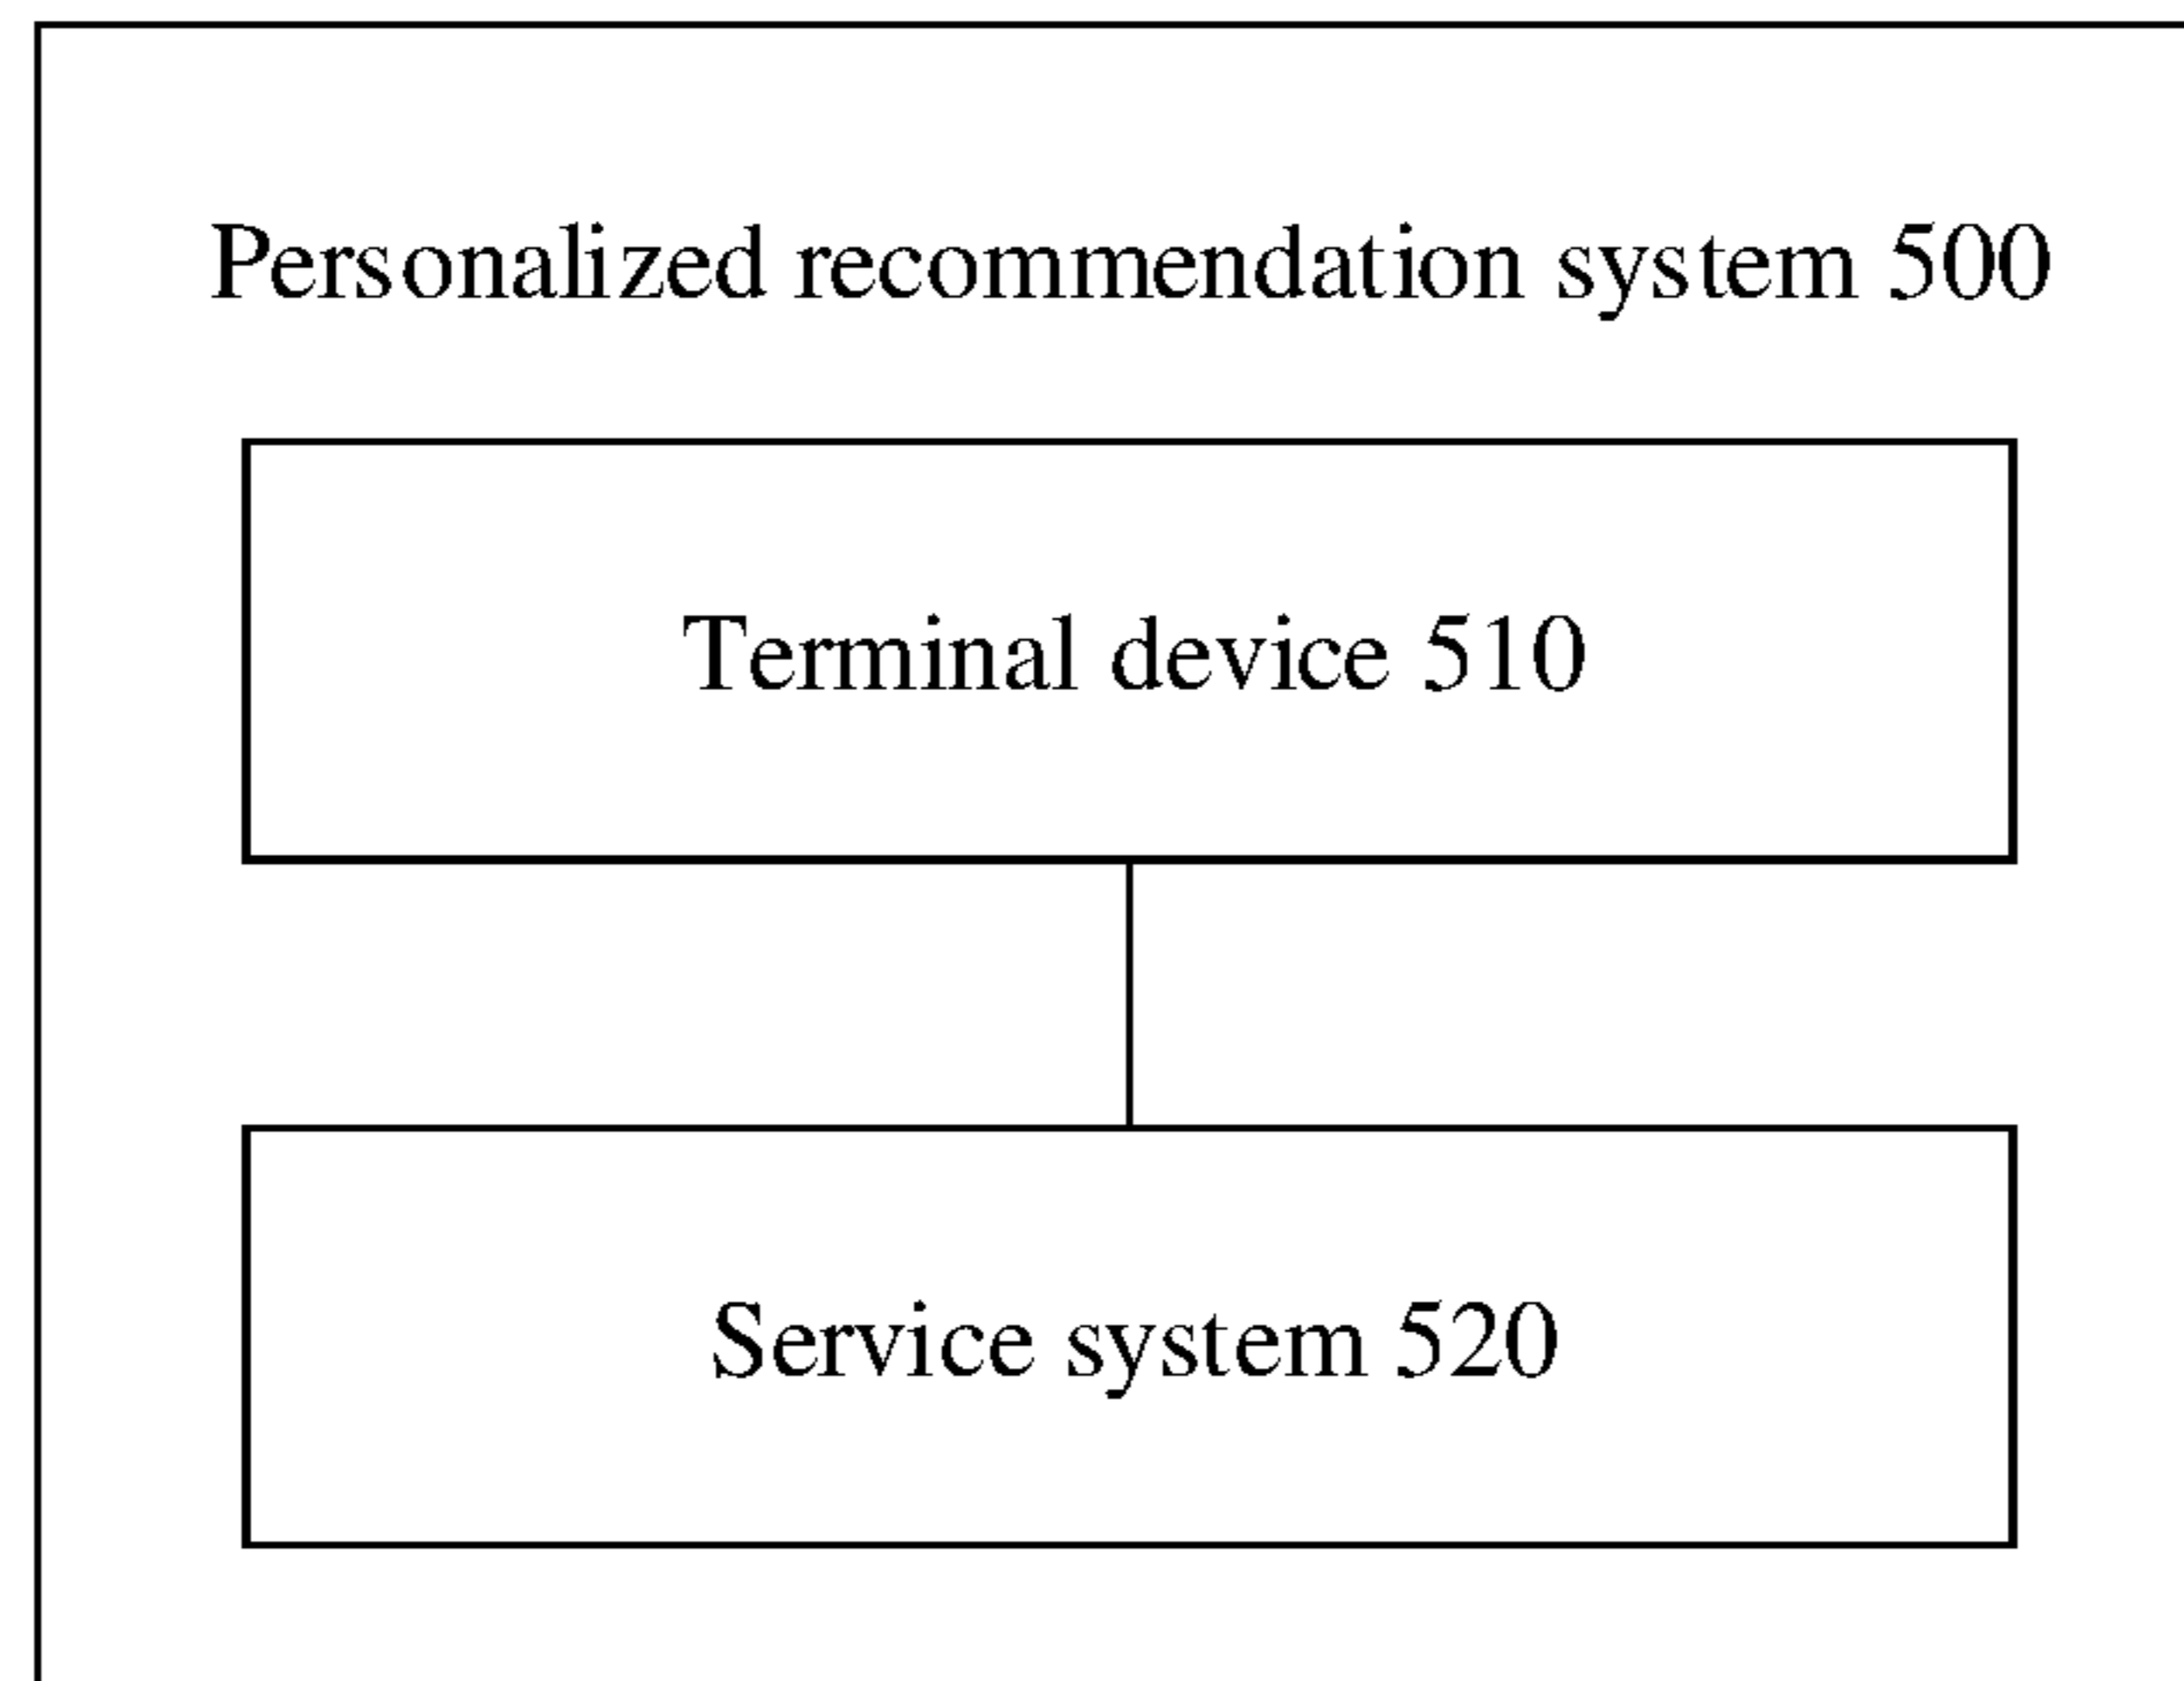 Personalized recommendation system 500
Terminal device 510
Service system 520